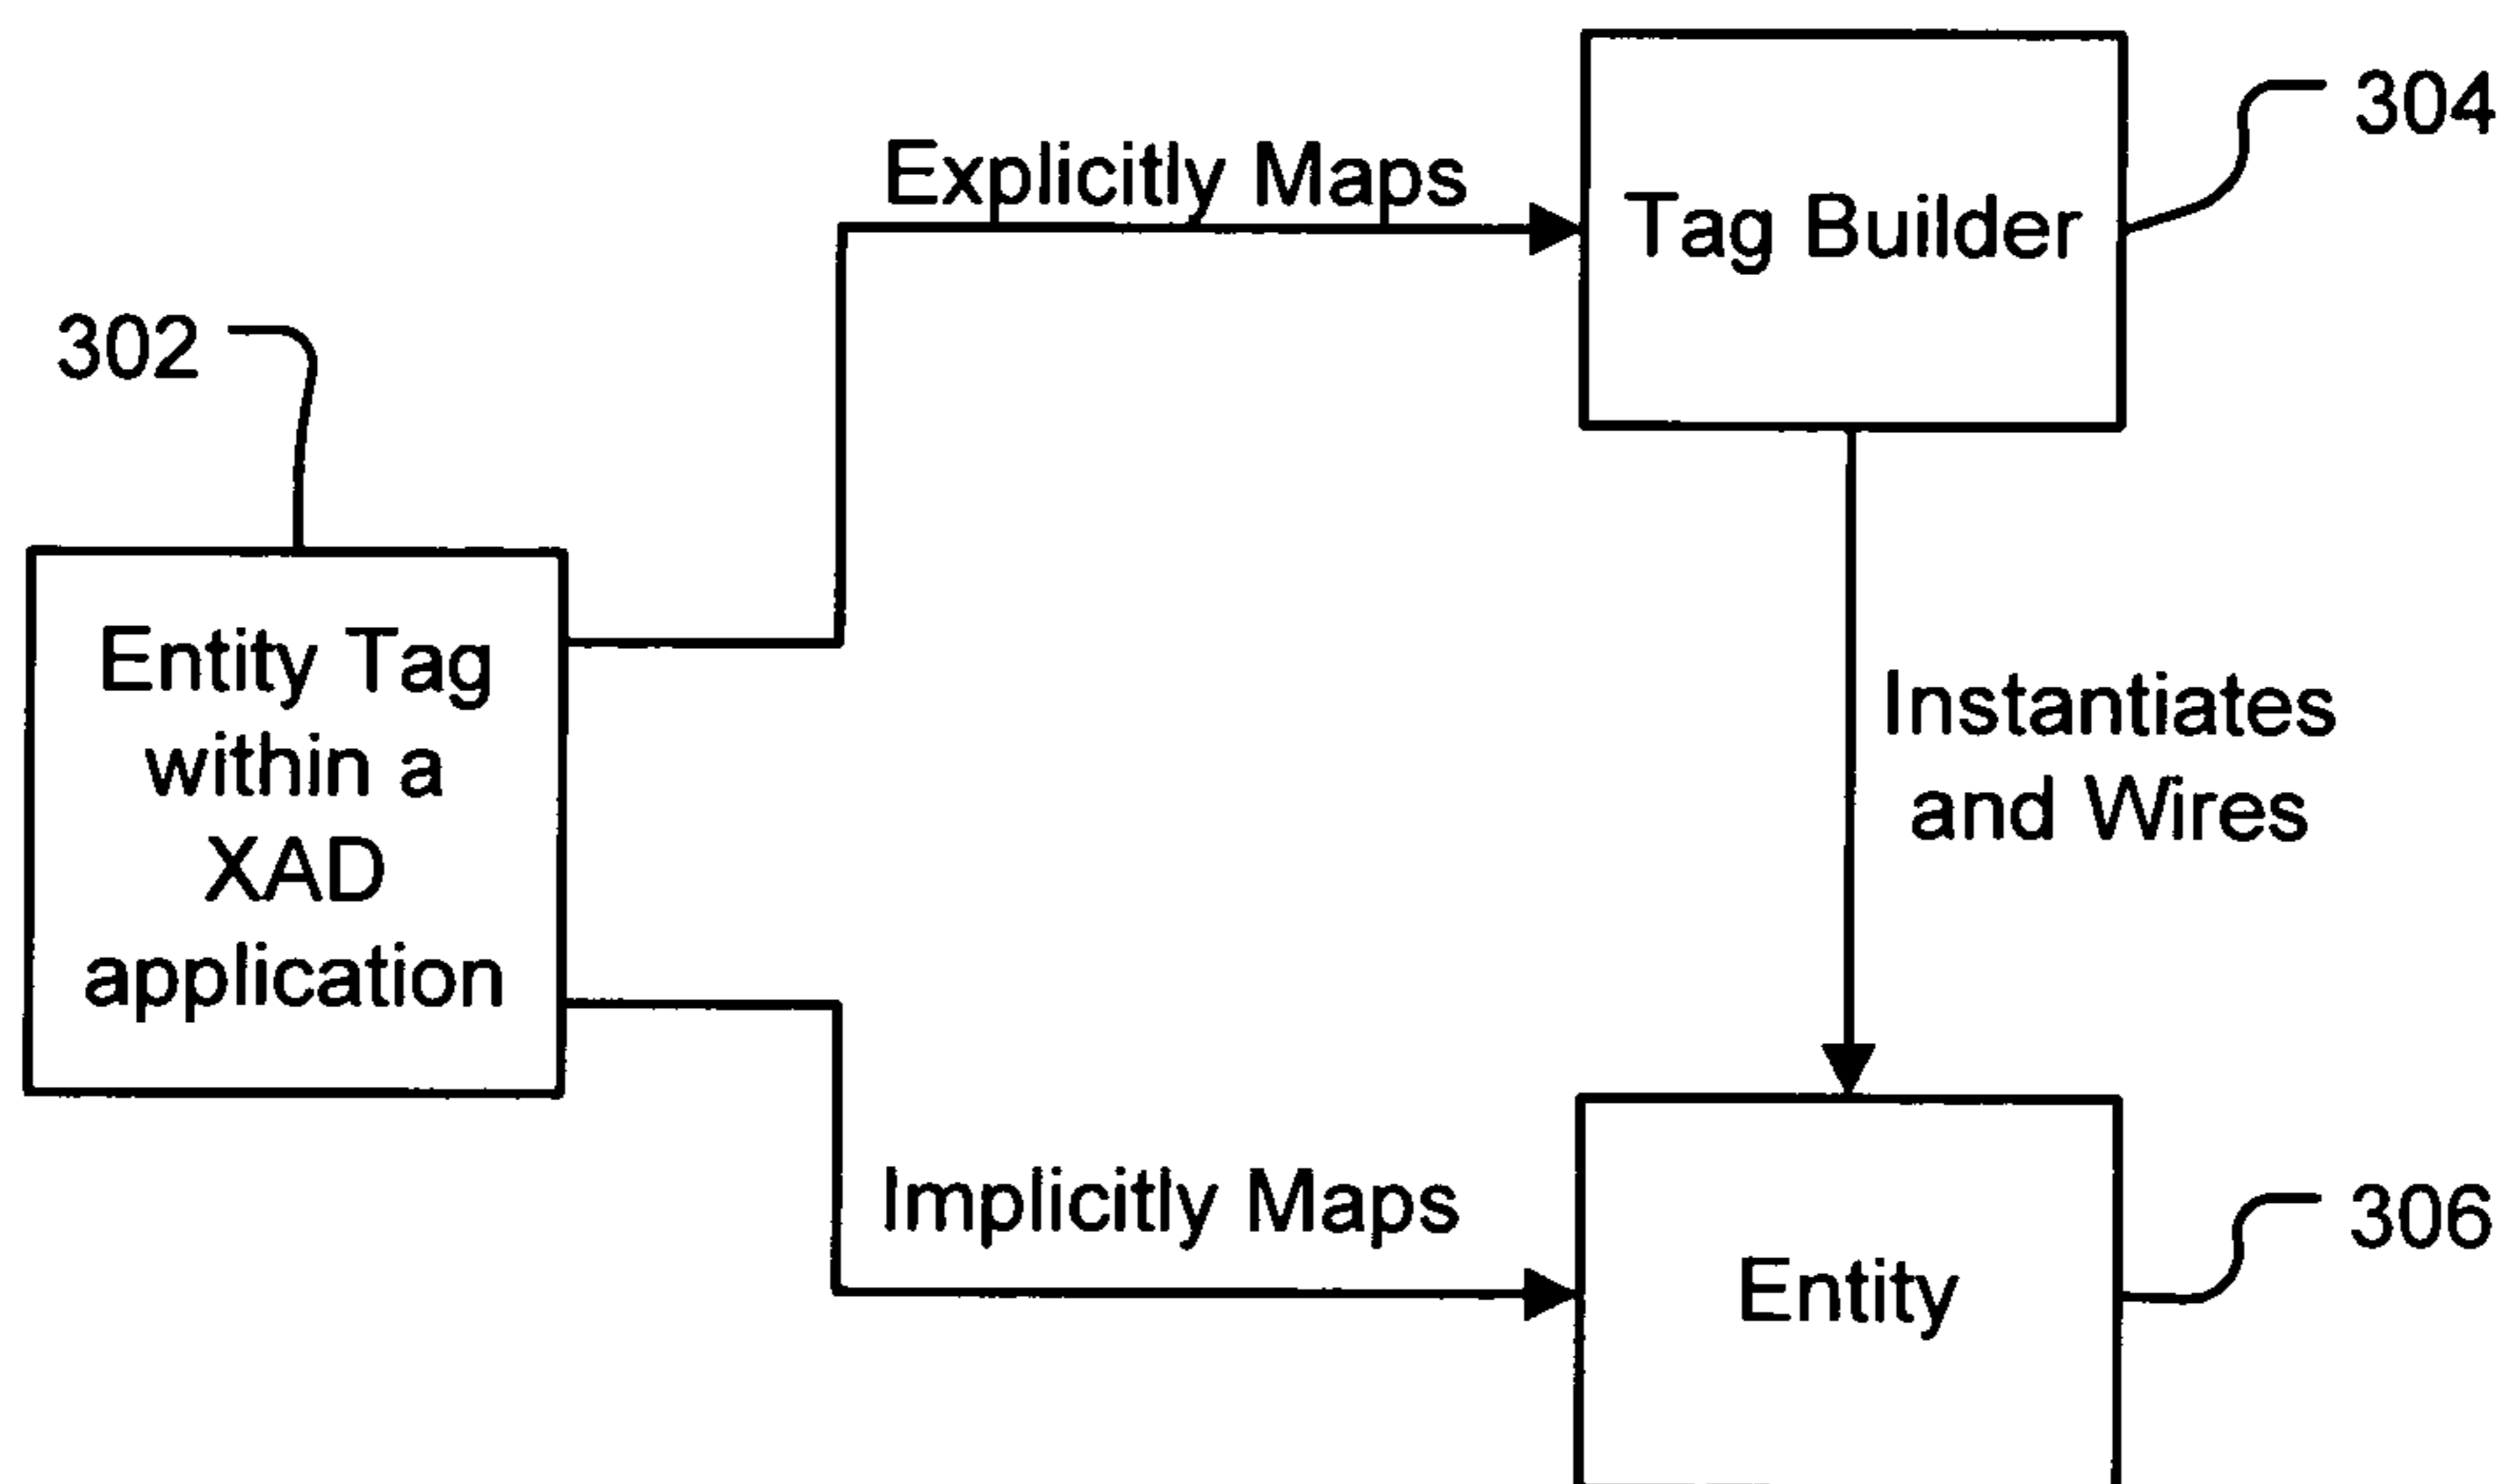 304
Explicitly Maps
Tag Builder
302
Entity Tag
within a
XAD
application
Instantiates
and Wires
Implicitly Maps
306
Entity